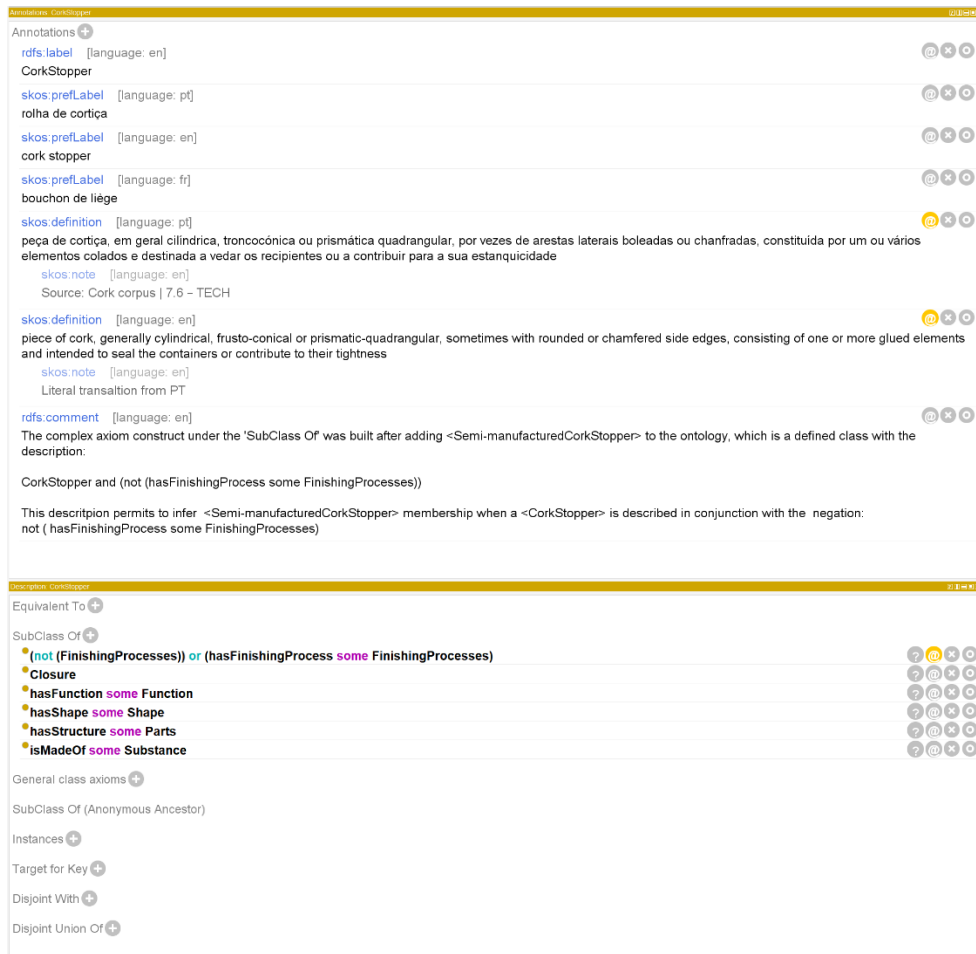 Annotations: CorkStopper
Annotations
rdfs:label [language: en]
CorkStopper
skos:prefLabel [language: pt]
rolha de cortiça
skos:prefLabel [language: en]
cork stopper
skos:prefLabel [language: fr]
bouchon de liège
skos:definition [language: pt]
peça de cortiça, em geral cilíndrica, troncocónica ou prismática quadrangular, por vezes de arestas laterais boleadas ou chanfradas, constituída por um ou vários
elementos colados e destinada a vedar os recipientes ou a contribuir para a sua estanquicidade
skos:note [language: en]
Source: Cork corpus | 7.6 – TECH
skos:definition [language: en]
piece of cork, generally cylindrical, frusto-conical or prismatic-quadrangular, sometimes with rounded or chamfered side edges, consisting of one or more glued elements
and intended to seal the containers or contribute to their tightness
skos:note [language: en]
Literal transaltion from PT
rdfs:comment [language: en]
The complex axiom construct under the 'SubClass Of' was built after adding <Semi-manufacturedCorkStopper> to the ontology, which is a defined class with the
description:
CorkStopper and (not (hasFinishingProcess some FinishingProcesses))
This descritpion permits to infer <Semi-manufacturedCorkStopper> membership when a <CorkStopper> is described in conjunction with the negation:
not ( hasFinishingProcess some FinishingProcesses)
Description: CorkStopper
Equivalent To
SubClass Of
(not (FinishingProcesses)) or (hasFinishingProcess some FinishingProcesses)
Closure
hasFunction some Function
hasShape some Shape
hasStructure some Parts
isMadeOf some Substance
General class axioms
SubClass Of (Anonymous Ancestor)
Instances
Target for Key
Disjoint With
Disjoint Union Of